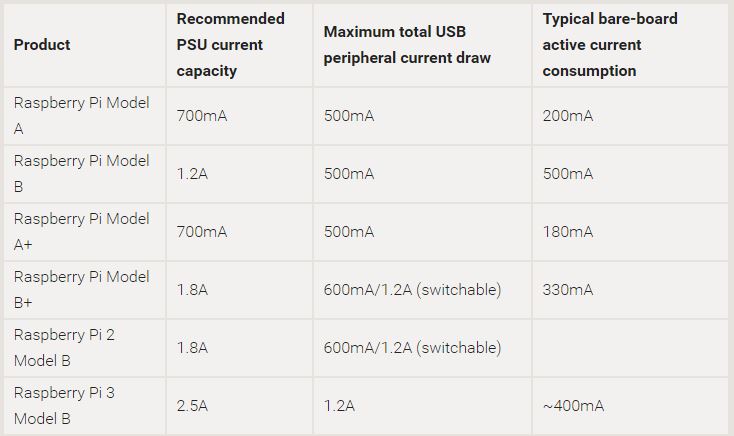 Product | Recommended PSU current capacity | Maximum total USB peripheral current draw | Typical bare-board active current consumption
Raspberry Pi Model A | 700mA | 500mA | 200mA
Raspberry Pi Model B | 1.2A | 500mA | 500mA
Raspberry Pi Model A+ | 700mA | 500mA | 180mA
Raspberry Pi Model B+ | 1.8A | 600mA/1.2A (switchable) | 330mA
Raspberry Pi 2 Model B | 1.8A | 600mA/1.2A (switchable) |
Raspberry Pi 3 Model B | 2.5A | 1.2A | ~400mA